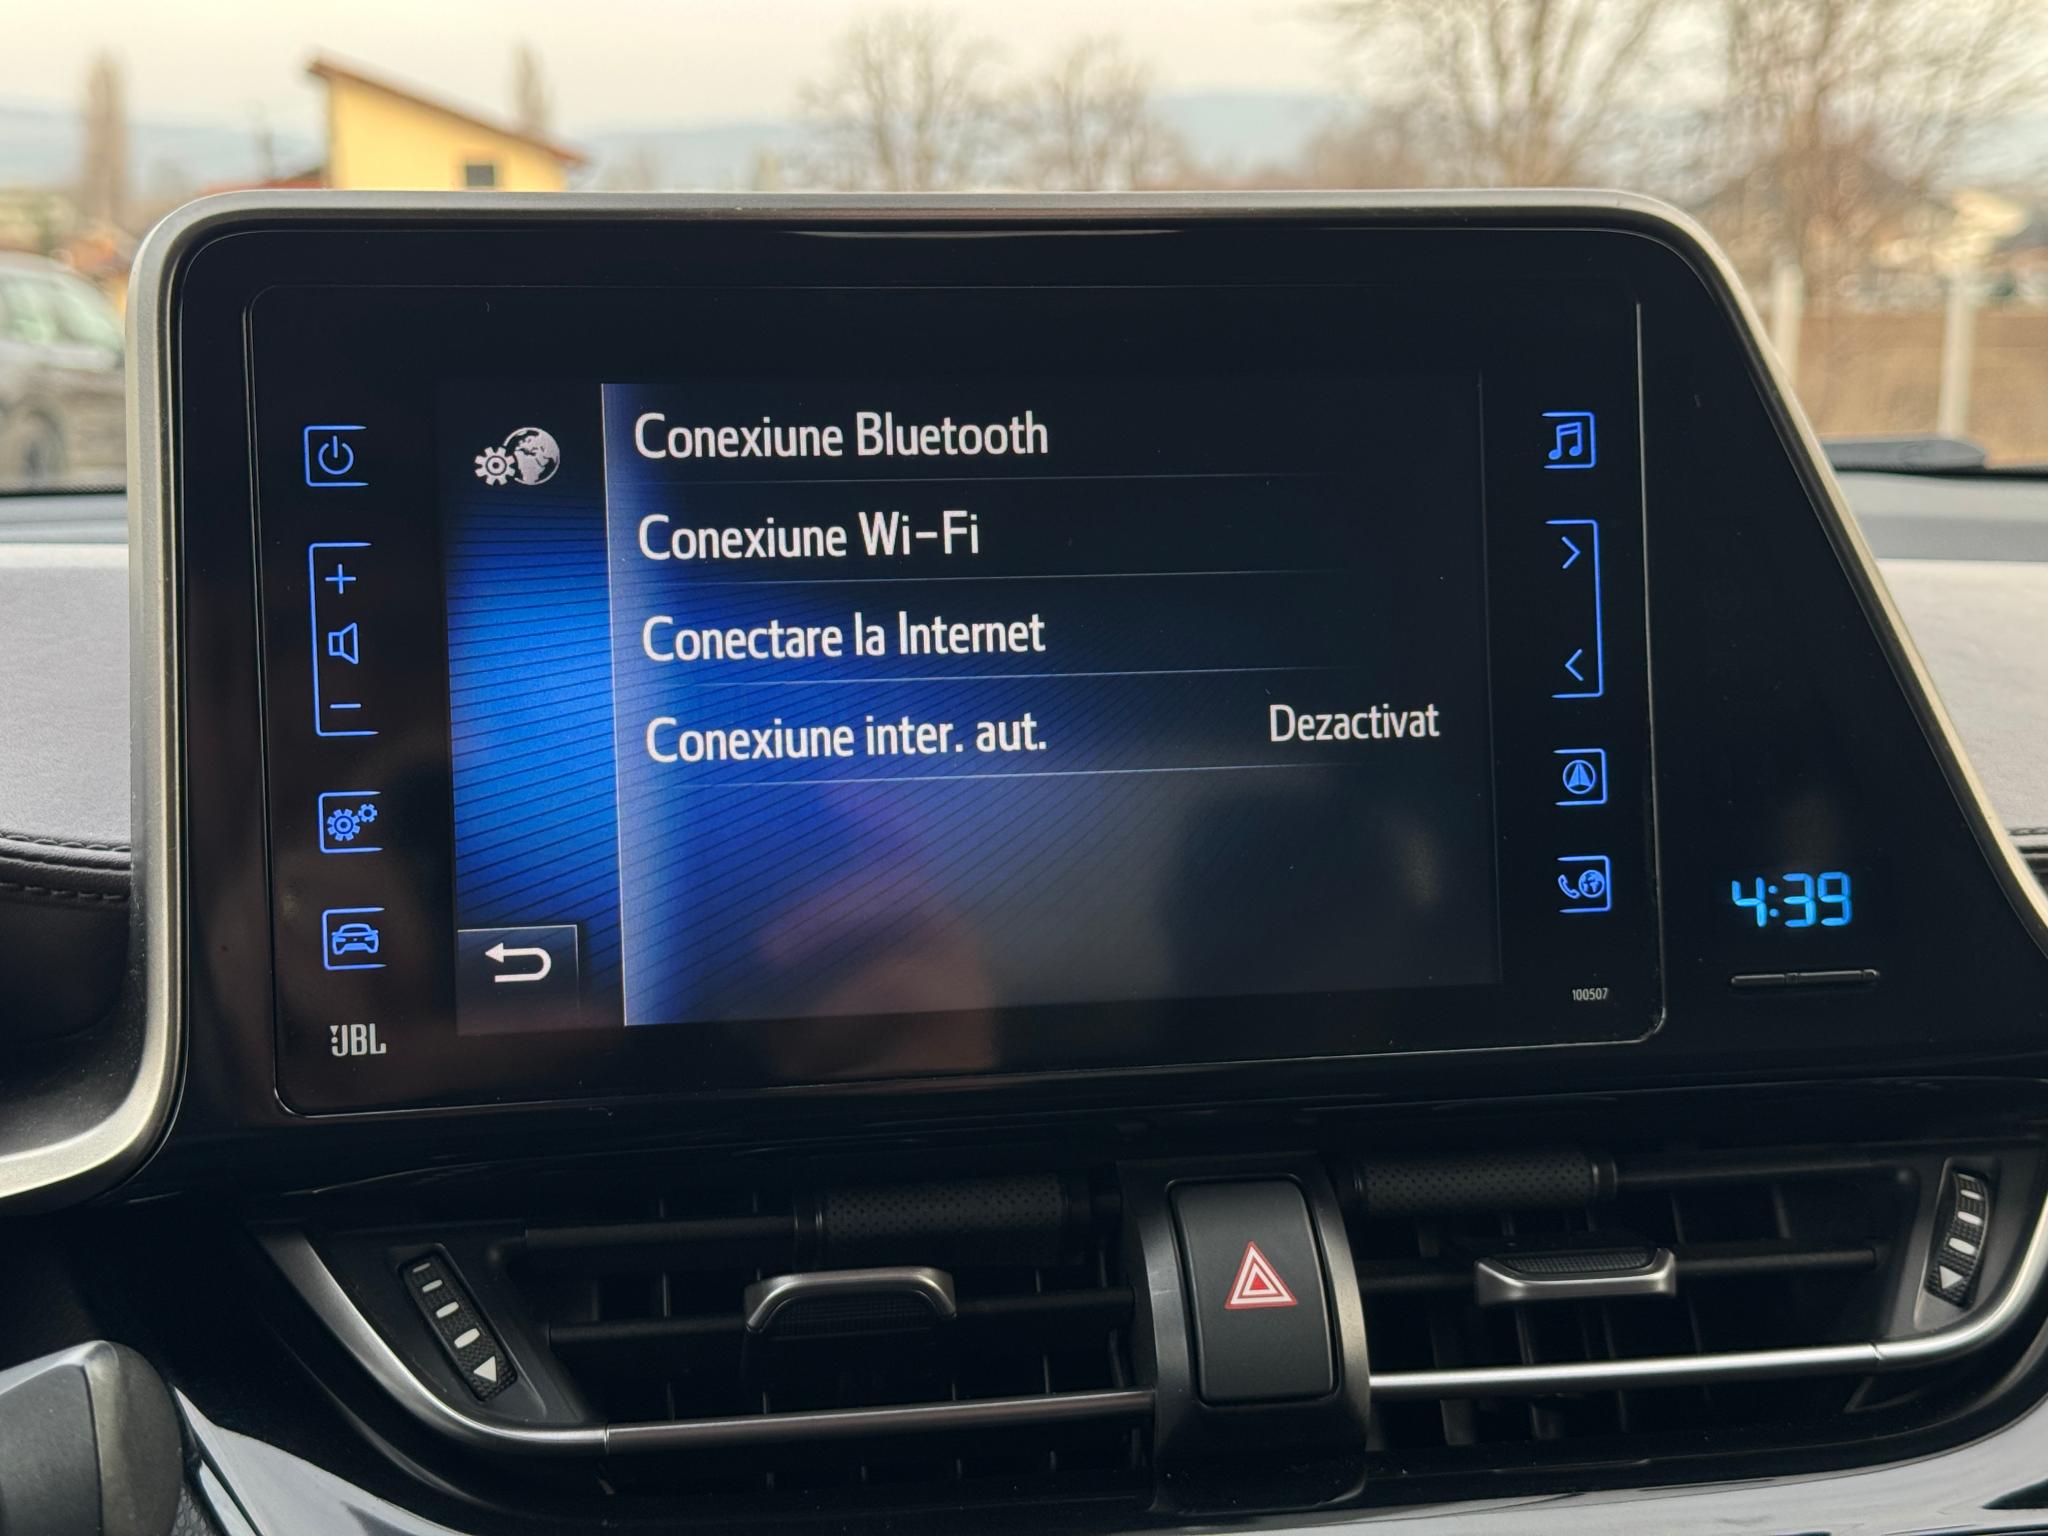 Conexiune Bluetooth
Conexiune Wi-Fi
Conectare la Internet
Conexiune inter. aut. Dezactivat
4:39
100507
JBL